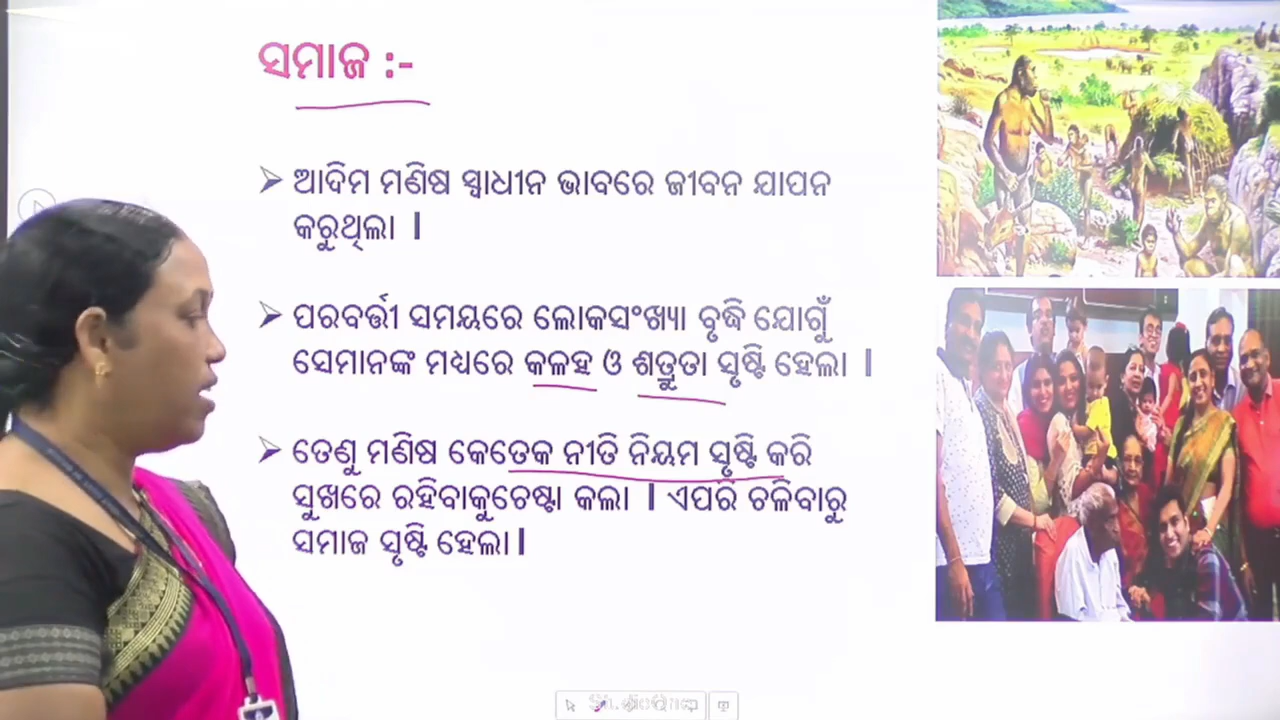 ସମାଜ :-
➢ ଆଦିମ ମଣିଷ ସ୍ୱାଧୀନ ଭାବରେ ଜୀବନ ଯାପନ
କରୁଥିଲା ।
➢ ପରବର୍ତ୍ତୀ ସମୟରେ ଲୋକସଂଖ୍ୟା ବୃଦ୍ଧି ଯୋଗୁଁ
ସେମାନଙ୍କ ମଧ୍ୟରେ କଳହ ଓ ଶତ୍ରୁତା ସୃଷ୍ଟି ହେଲା ।
➢ ତେଣୁ ମଣିଷ କେତେକ ନୀତି ନିୟମ ସୃଷ୍ଟି କରି
ସୁଖରେ ରହିବାକୁଚେଷ୍ଟା କଲା । ଏପରି ଚଳିବାରୁ
ସମାଜ ସୃଷ୍ଟି ହେଲା।